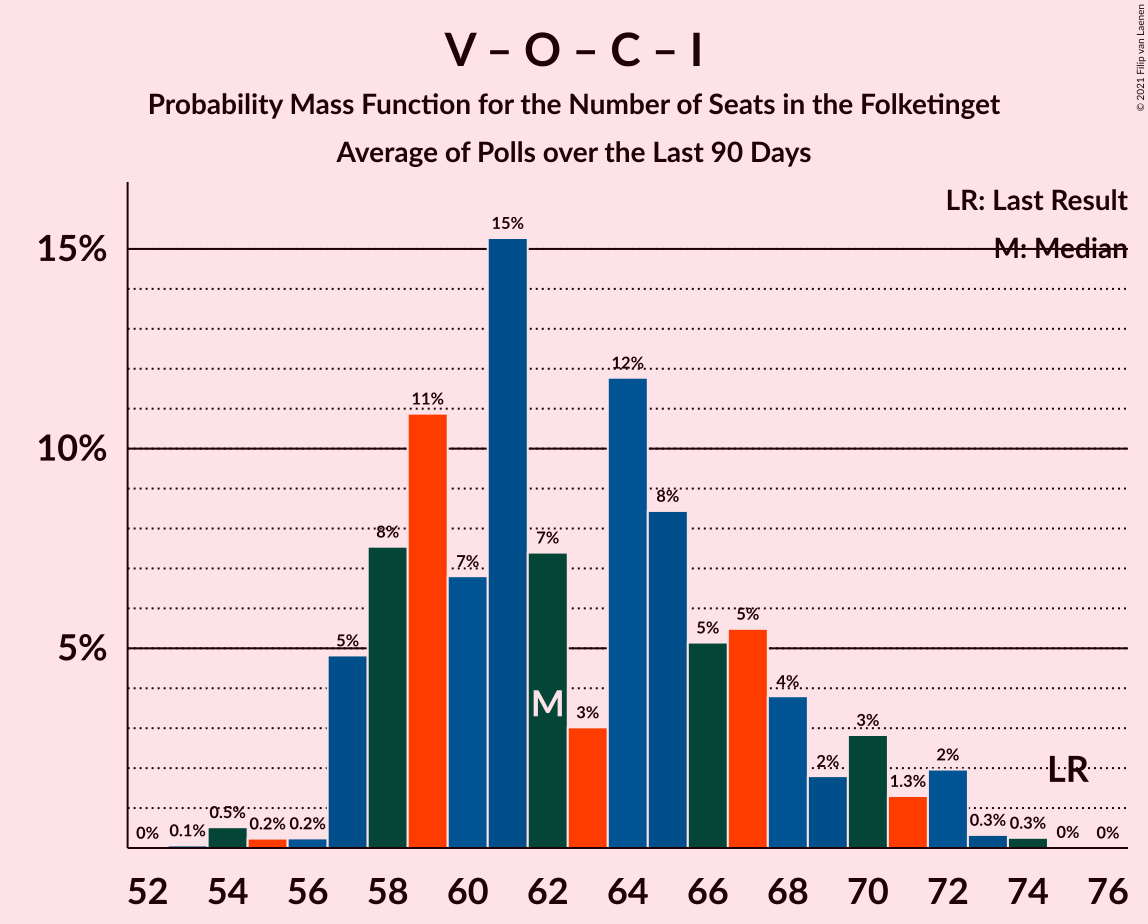 V – O – C – I
Probability Mass Function for the Number of Seats in the Folketinget
Average of Polls over the Last 90 Days
© 2021 Filip van Laenen
LR: Last Result
M: Median
15%
10%
5%
0% 0.1% 0.5% 0.2% 0.2% 5% 8% 11% 7% 15% 7% 3% 12% 8% 5% 5% 4% 2% 3% 1.3% 2% 0.3% 0.3% 0% 0%
M
LR
52 54 56 58 60 62 64 66 68 70 72 74 76